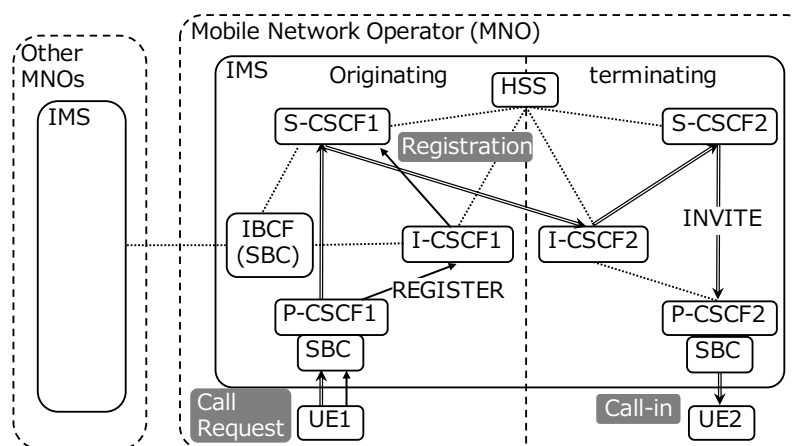 Mobile Network Operator (MNO)
Other
MNOs
IMS
IMS
Originating
HSS
terminating
S-CSCF1
S-CSCF2
Registration
IBCF
(SBC)
I-CSCF1
I-CSCF2
INVITE
REGISTER
P-CSCF1
P-CSCF2
SBC
SBC
Call
Request
UE1
Call-in
UE2